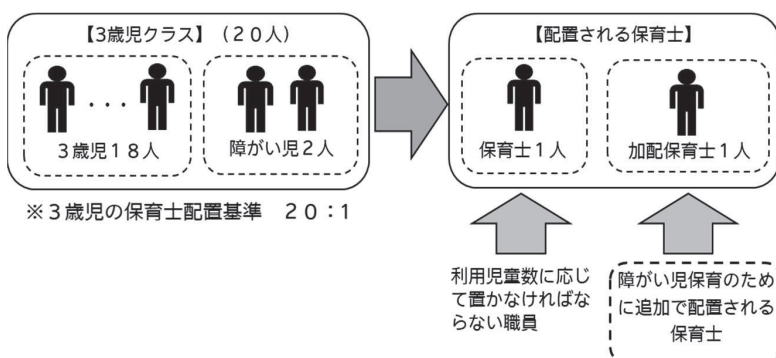 【3歳児クラス】(20人)
・・・
3歳児18人
障がい児2人
※3歳児の保育士配置基準 20:1
【配置される保育士】
保育士1人
加配保育士1人
利用児童数に応じ
て置かなければな
らない職員
障がい児保育のため
に追加で配置される
保育士